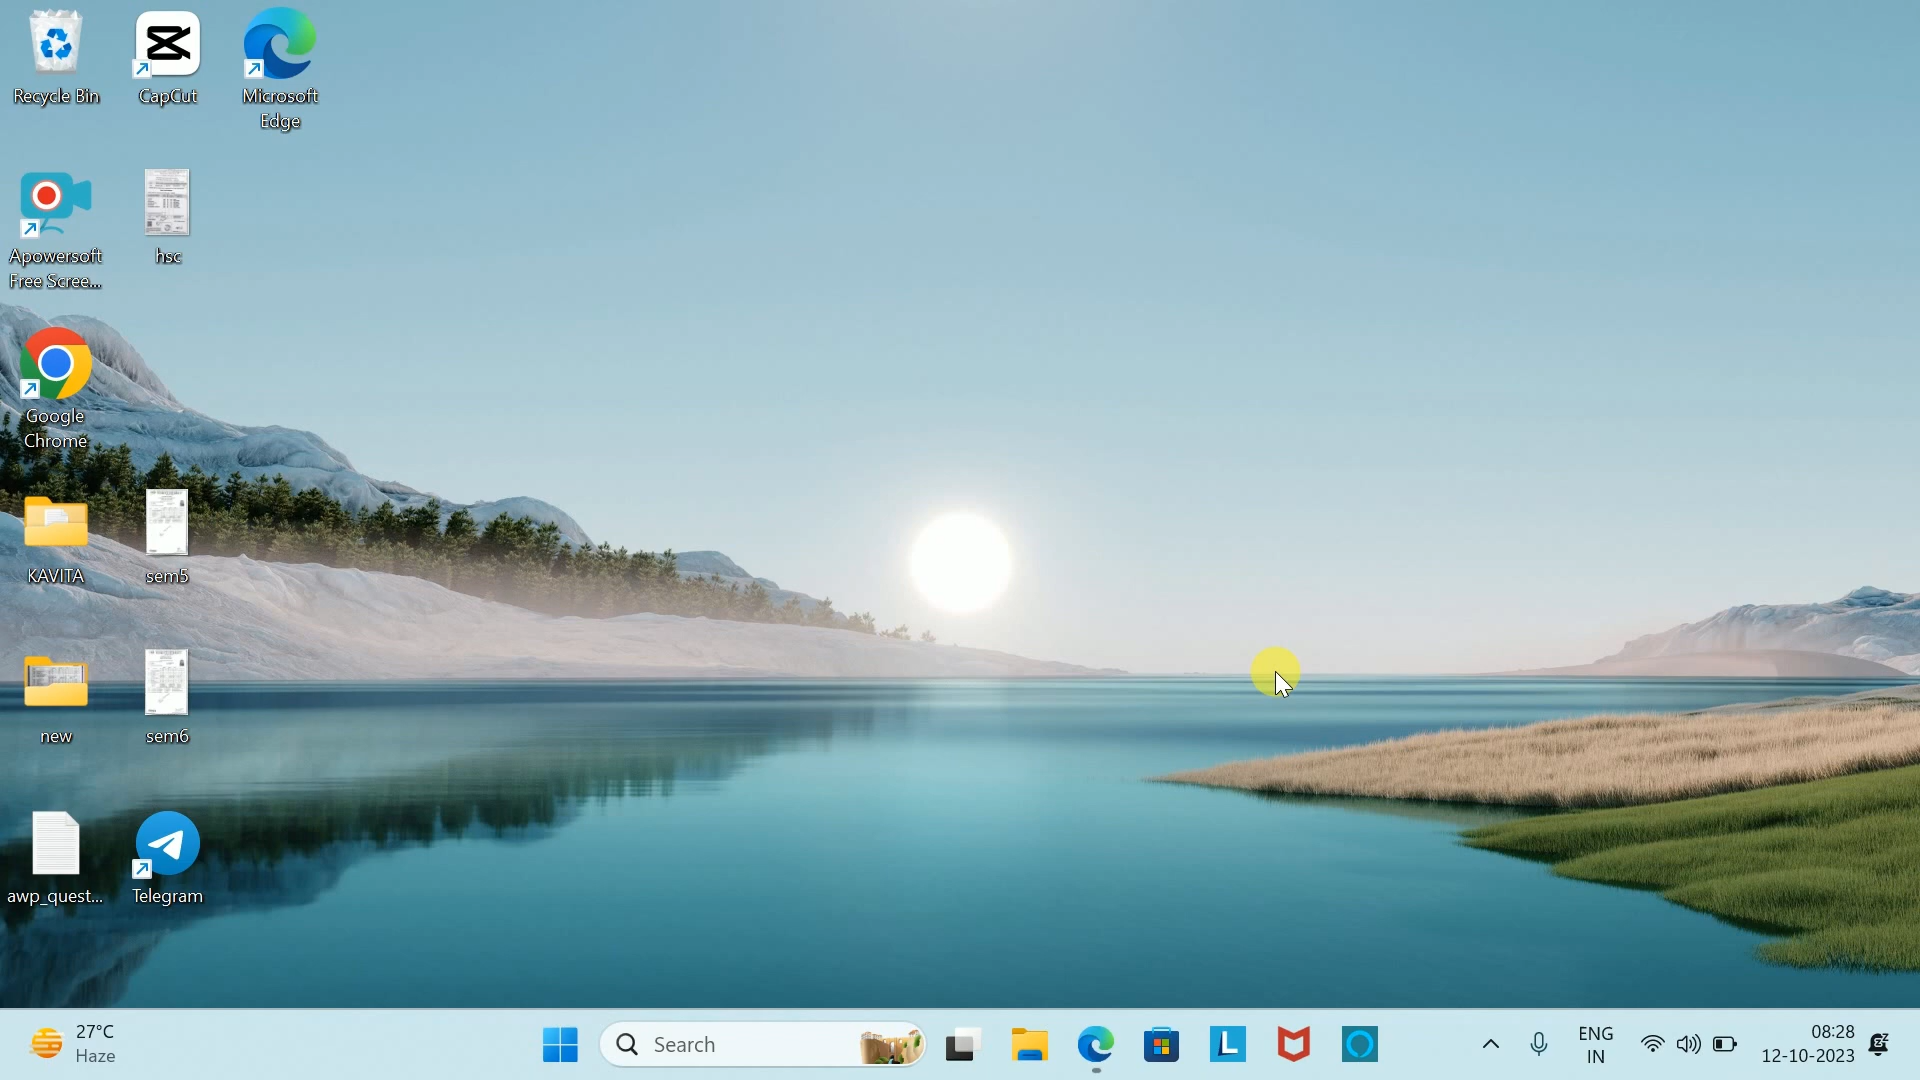 Recycle Bin
CapCut
Microsoft
Edge
Apowersoft
Free Scree...
hsc
Google
Chrome
KAVITA
sem5
new
sem6
awp_quest...
Telegram
27°C
Haze
Search
L
ENG
IN
08:28
12-10-2023